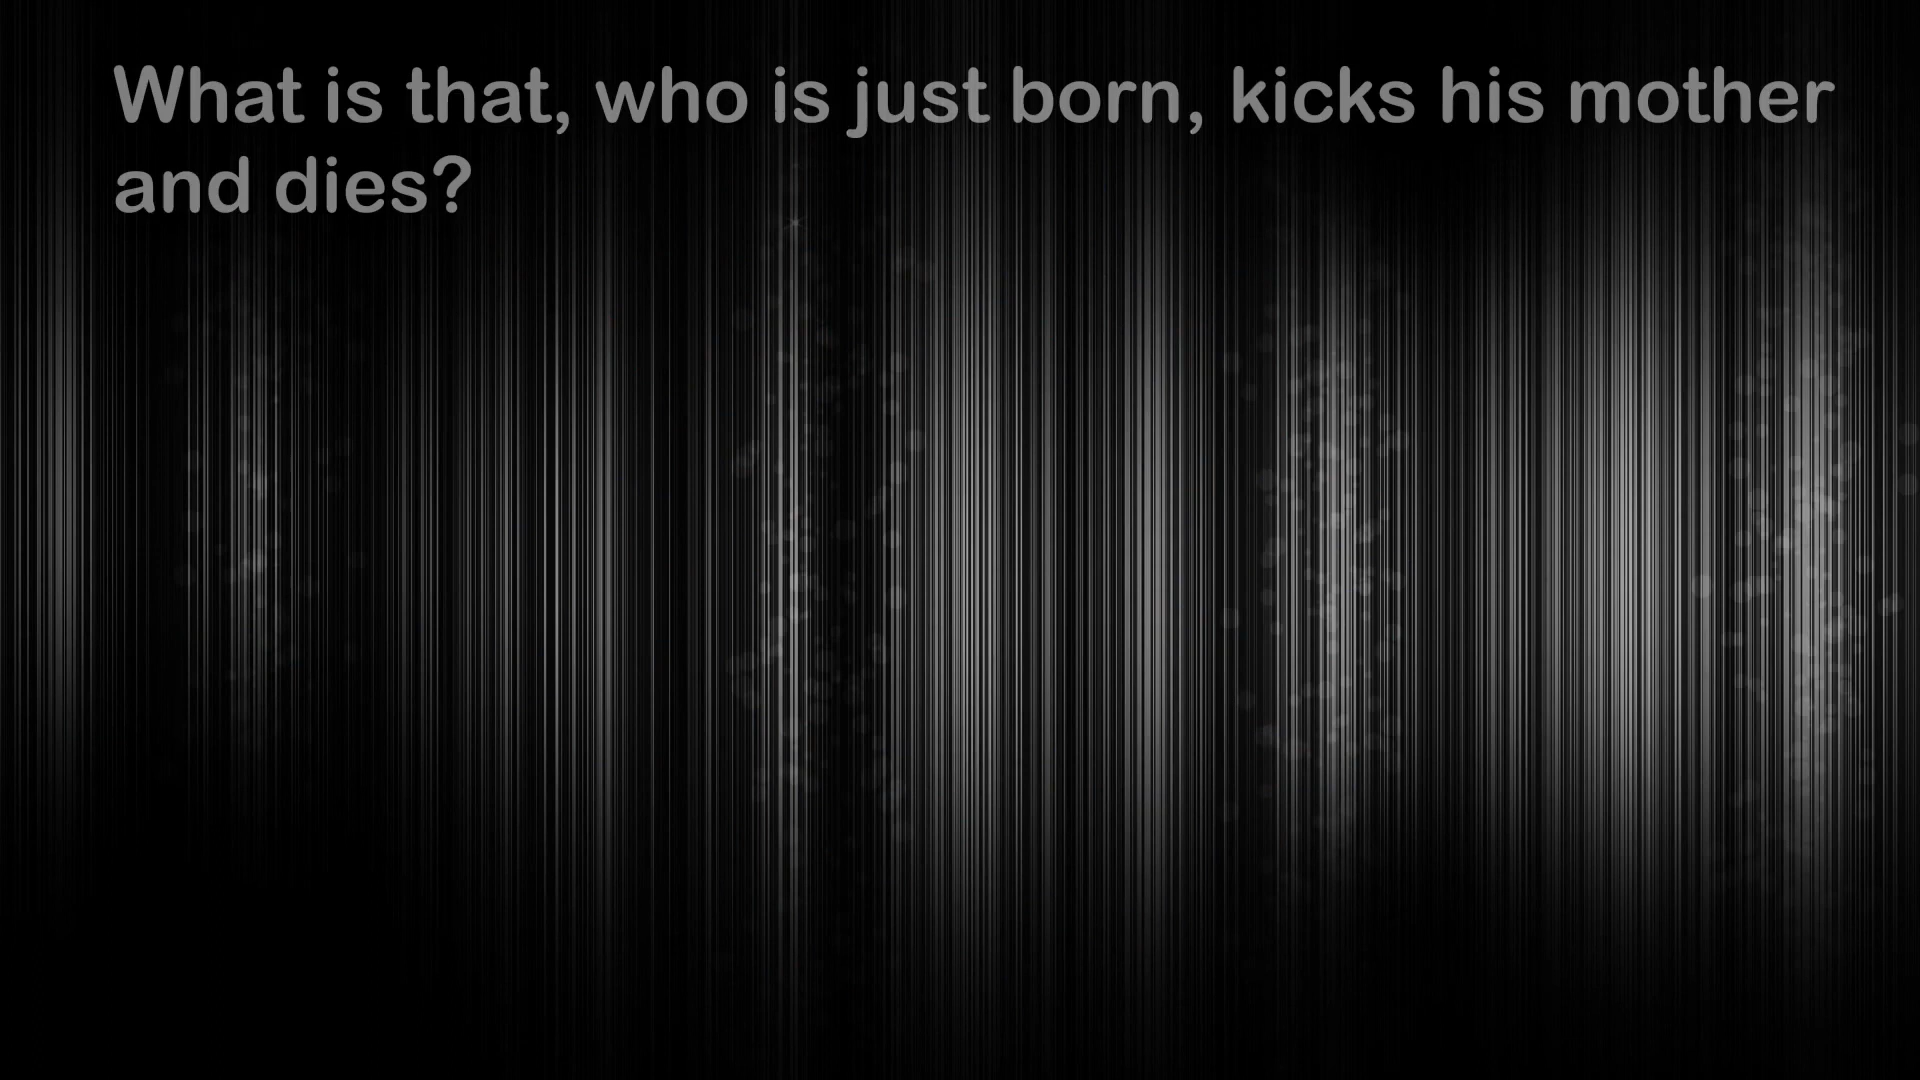 What is that, who is just born, kicks his mother
and dies?